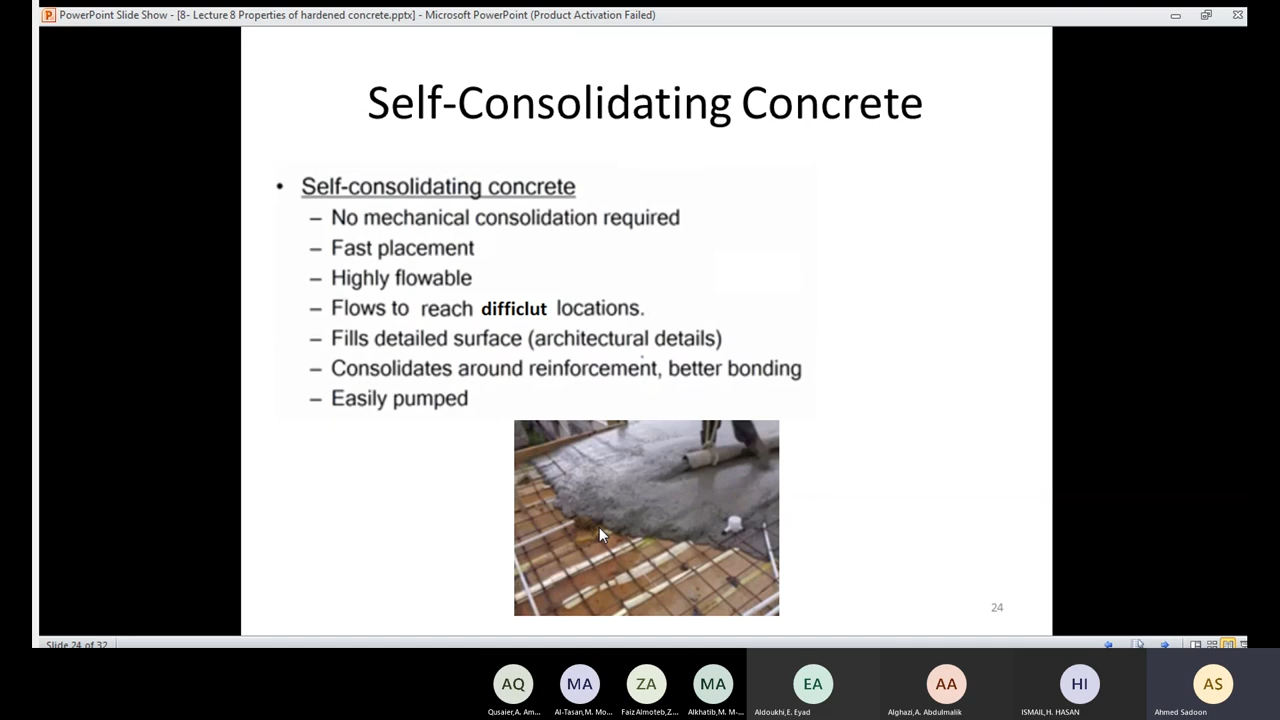 PowerPoint Slide Show - [8- Lecture 8 Properties of hardened concrete.pptx] - Microsoft PowerPoint (Product Activation Failed)
Self-Consolidating Concrete
• Self-consolidating concrete
– No mechanical consolidation required
– Fast placement
– Highly flowable
– Flows to reach difficlut locations.
– Fills detailed surface (architectural details)
– Consolidates around reinforcement, better bonding
– Easily pumped
24
Slide 24 of 32
AQ MA ZA MA EA AA HI AS
Qusaier,A. Am... Al-Tasan,M. Mo... Faiz Almoteb,Z... Alkhatib,M. M-... Aldoukhi,E. Eyad Alghazi,A. Abdulmalik ISMAIL,H. HASAN Ahmed Sadoon